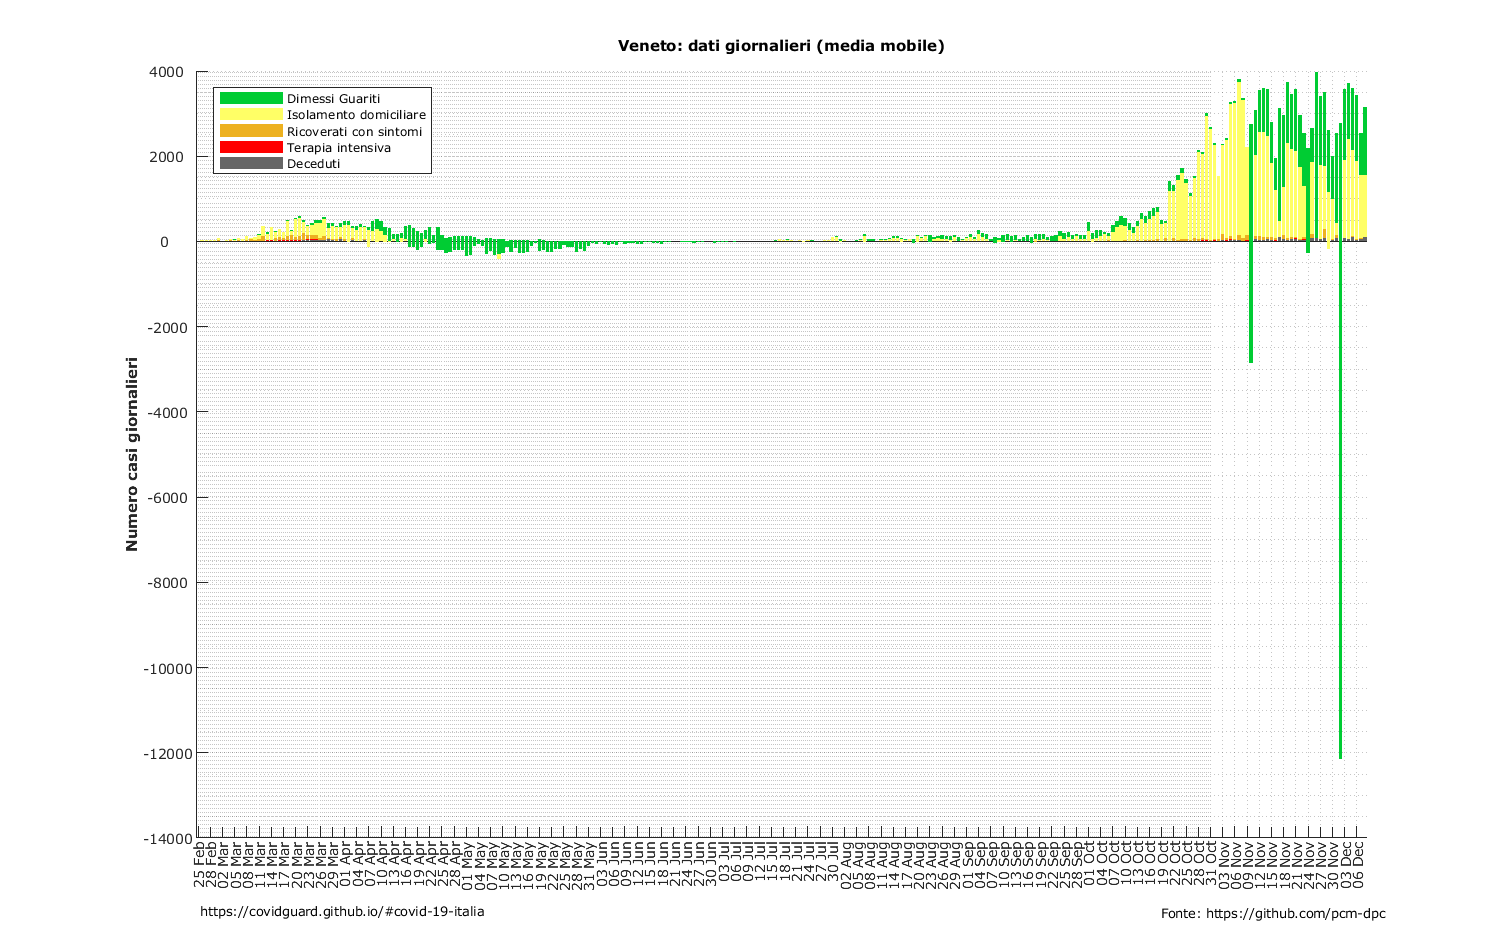 Veneto: dati giornalieri (media mobile)
4000
2000
0
-2000
-4000
-6000
-8000
-10000
-12000
-14000
Numero casi giornalieri
Dimessi Guariti
Isolamento domiciliare
Ricoverati con sintomi
Terapia intensiva
Deceduti
25 Feb
28 Feb
02 Mar
05 Mar
08 Mar
11 Mar
14 Mar
17 Mar
20 Mar
23 Mar
26 Mar
29 Mar
01 Apr
04 Apr
07 Apr
10 Apr
13 Apr
16 Apr
19 Apr
22 Apr
25 Apr
28 Apr
01 May
04 May
07 May
10 May
13 May
16 May
19 May
22 May
25 May
28 May
31 May
03 Jun
06 Jun
09 Jun
12 Jun
15 Jun
18 Jun
21 Jun
24 Jun
27 Jun
30 Jun
03 Jul
06 Jul
09 Jul
12 Jul
15 Jul
18 Jul
21 Jul
24 Jul
27 Jul
30 Jul
02 Aug
05 Aug
08 Aug
11 Aug
14 Aug
17 Aug
20 Aug
23 Aug
26 Aug
29 Aug
01 Sep
04 Sep
07 Sep
10 Sep
13 Sep
16 Sep
19 Sep
22 Sep
25 Sep
28 Sep
01 Oct
04 Oct
07 Oct
10 Oct
13 Oct
16 Oct
19 Oct
22 Oct
25 Oct
28 Oct
31 Oct
03 Nov
06 Nov
09 Nov
12 Nov
15 Nov
18 Nov
21 Nov
24 Nov
27 Nov
30 Nov
03 Dec
06 Dec
https://covidguard.github.io/#covid-19-italia
Fonte: https://github.com/pcm-dpc